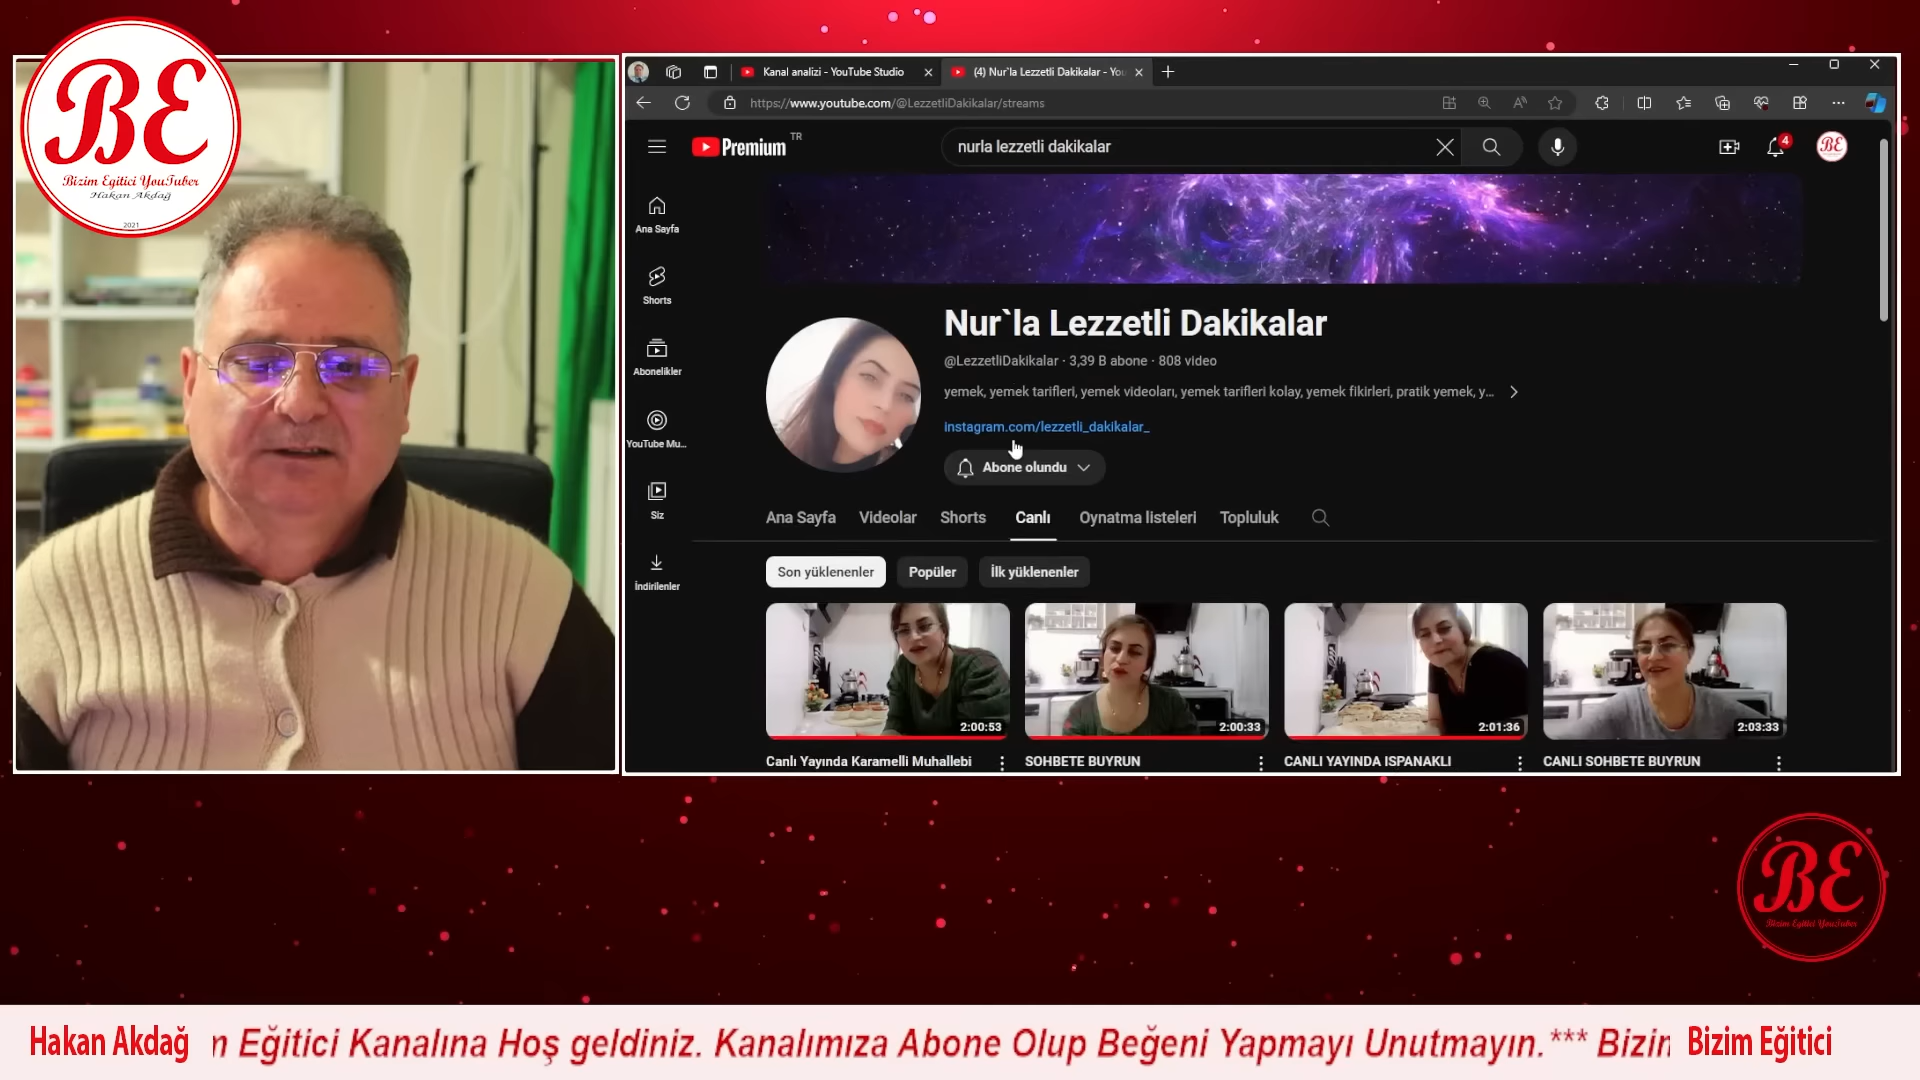 BE
Bizim Eğitici YouTuber
Hakan Akdağ
2021
Kanal analizi - YouTube Studio
(4) Nur`la Lezzetli Dakikalar - You
https://www.youtube.com/@LezzetliDakikalar/streams
Premium TR
nurla lezzetli dakikalar
4
BE
Ana Sayfa
Shorts
Abonelikler
YouTube Mu...
Siz
İndirilenler
Nur`la Lezzetli Dakikalar
@LezzetliDakikalar · 3,39 B abone · 808 video
yemek, yemek tarifleri, yemek videoları, yemek tarifleri kolay, yemek fikirleri, pratik yemek, y...
instagram.com/lezzetli_dakikalar_
Abone olundu
Ana Sayfa Videolar Shorts Canlı Oynatma listeleri Topluluk
Son yüklenenler Popüler İlk yüklenenler
2:00:53 2:00:33 2:01:36 2:03:33
Canlı Yayında Karamelli Muhallebi SOHBETE BUYRUN CANLI YAYINDA ISPANAKLI CANLI SOHBETE BUYRUN
BE
Bizim Eğitici YouTuber
Hakan Akdağ m Eğitici Kanalına Hoş geldiniz. Kanalımıza Abone Olup Beğeni Yapmayı Unutmayın.*** Bizim Bizim Eğitici